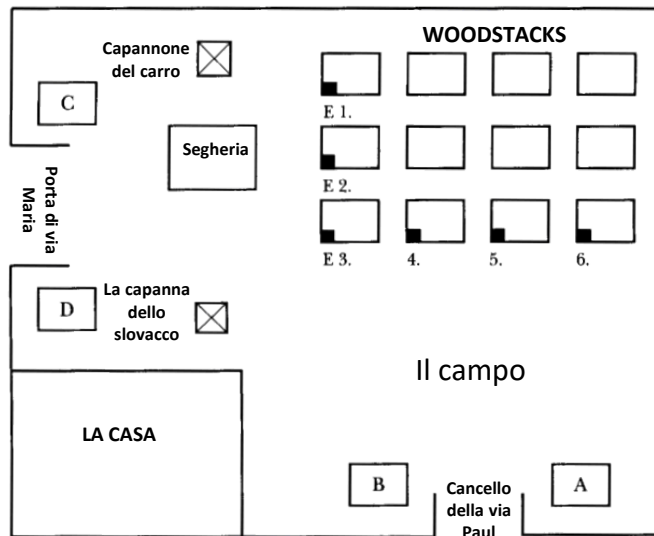 WOODSTACKS
Capannone
del carro
C
E 1.
Segheria
E 2.
Porta di via
Maria
E 3.
4.
5.
6.
La capanna
dello
slovacco
D
Il campo
LA CASA
B
Cancello
della via
Paul
A